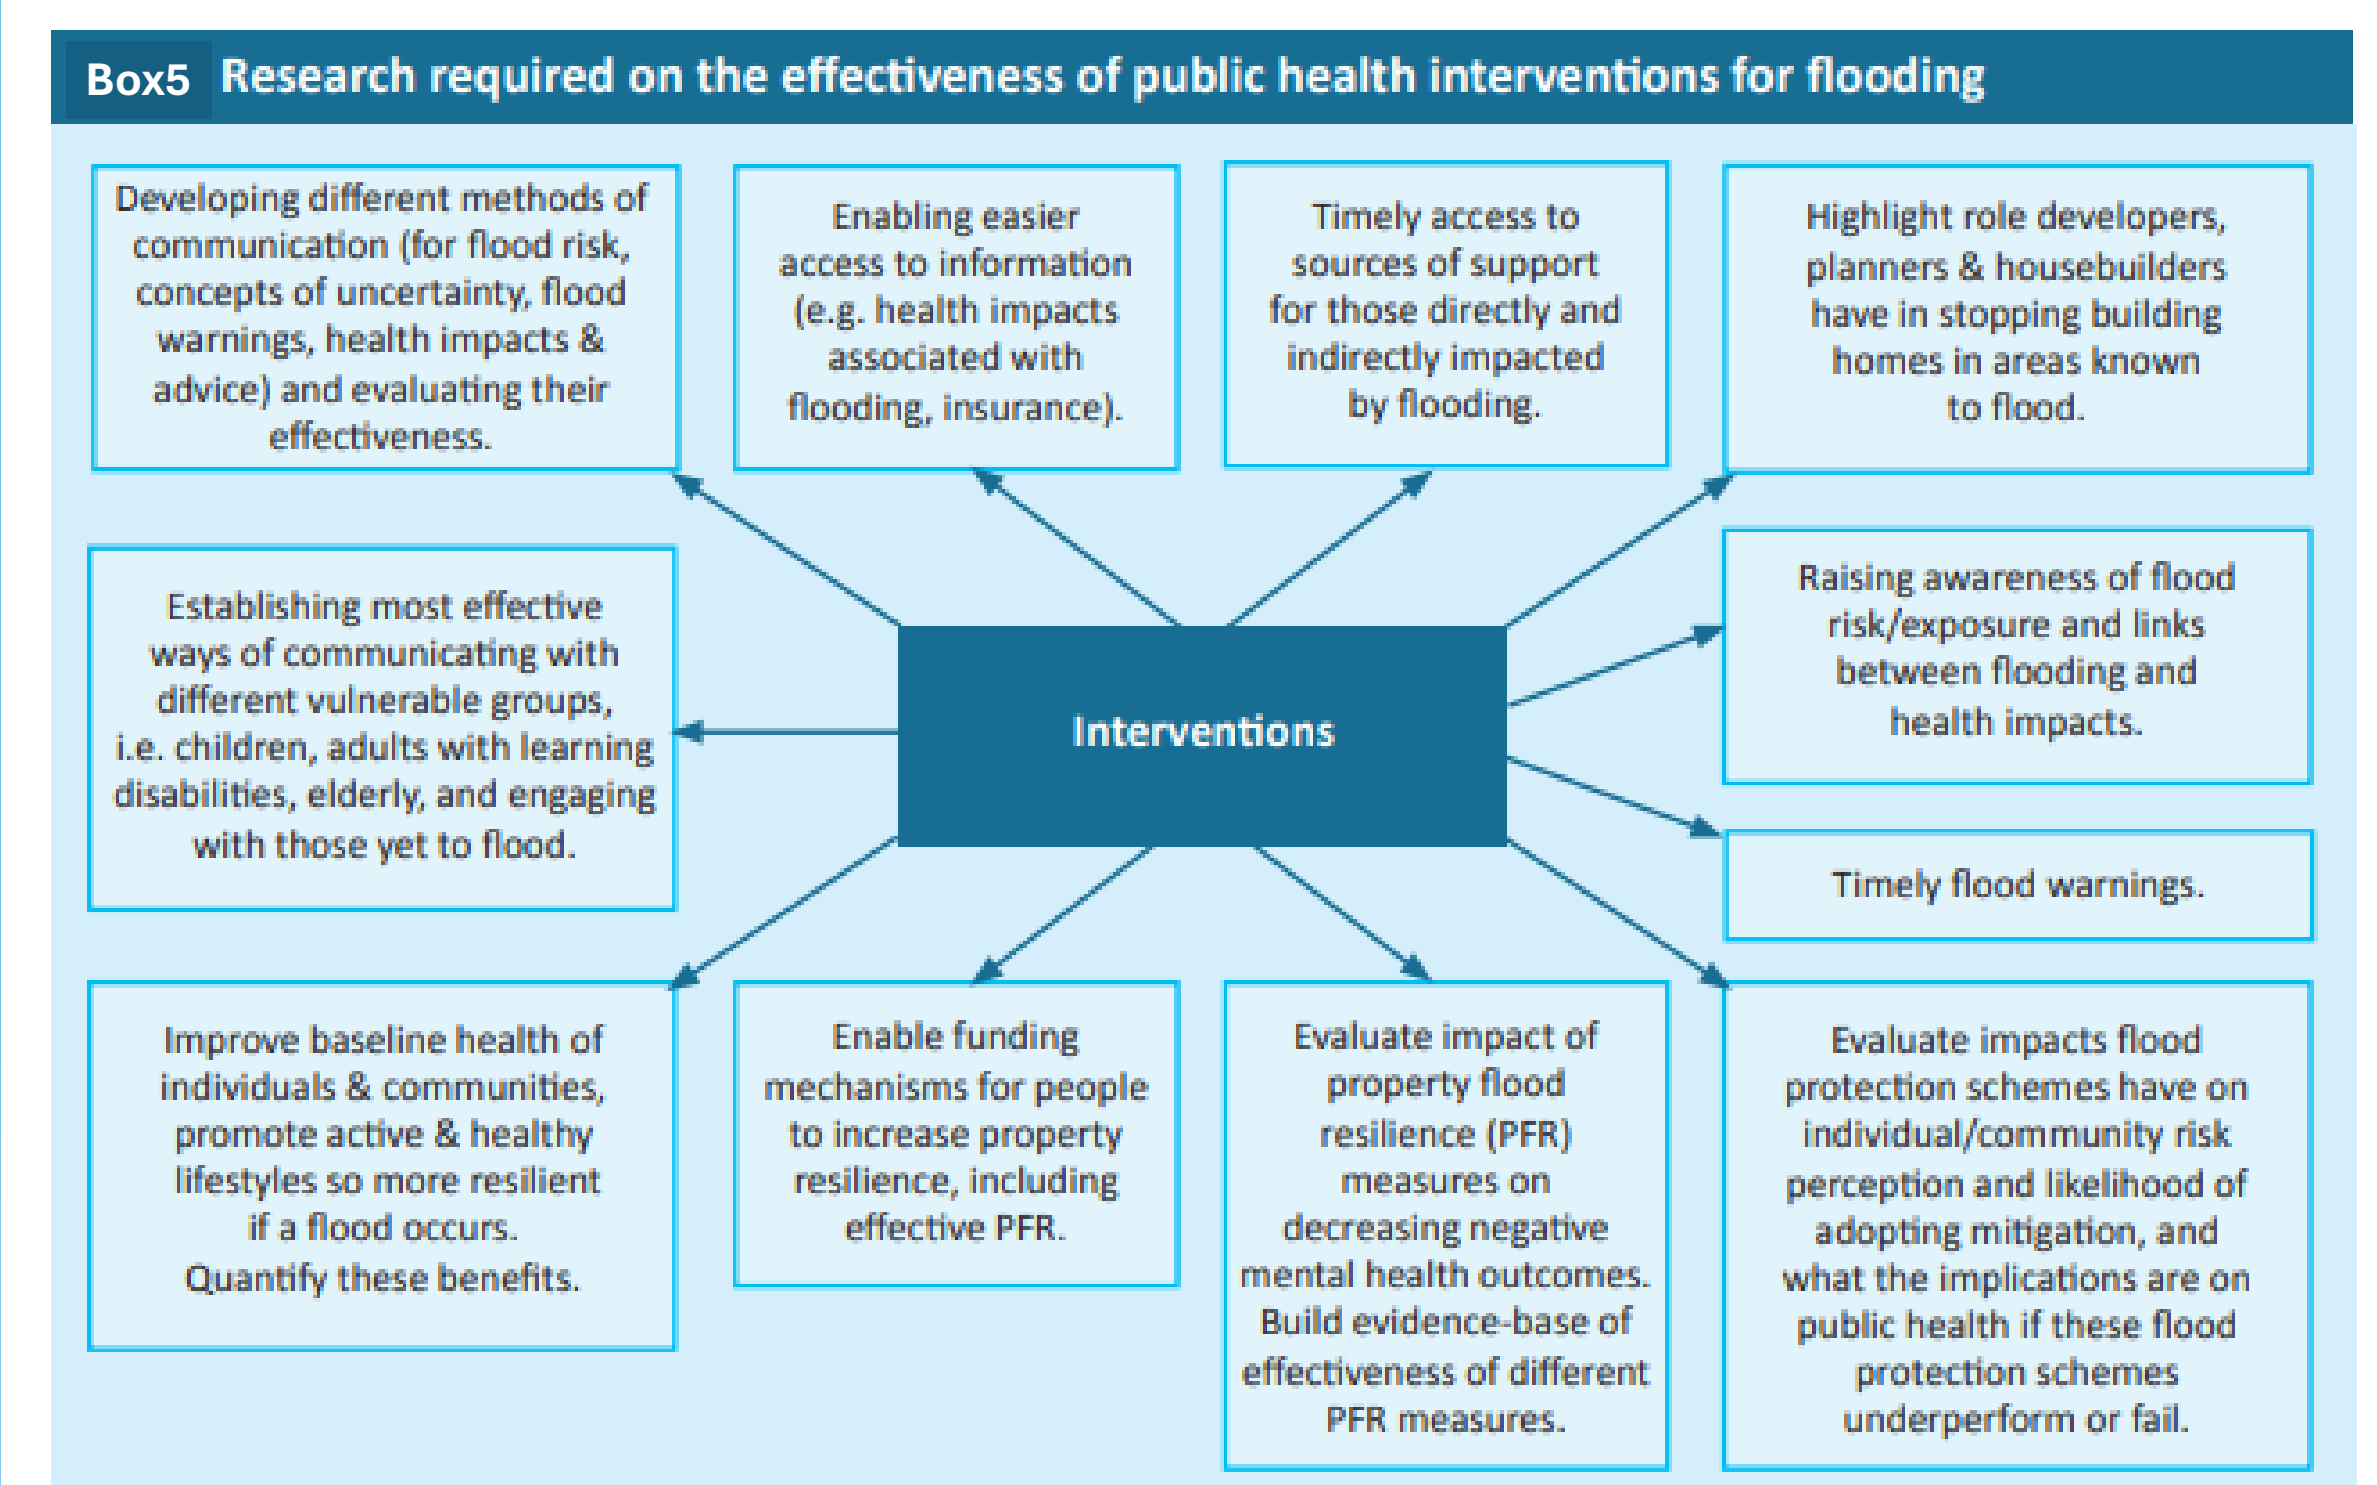 Box5 Research required on the effectiveness of public health interventions for flooding
Developing different methods of
communication (for flood risk,
concepts of uncertainty, flood
warnings, health impacts &
advice) and evaluating their
effectiveness.
Enabling easier
access to information
(e.g. health impacts
associated with
flooding, insurance).
Timely access to
sources of support
for those directly and
indirectly impacted
by flooding.
Highlight role developers,
planners & housebuilders
have in stopping building
homes in areas known
to flood.
Establishing most effective
ways of communicating with
different vulnerable groups,
i.e. children, adults with learning
disabilities, elderly, and engaging
with those yet to flood.
Interventions
Raising awareness of flood
risk/exposure and links
between flooding and
health impacts.
Timely flood warnings.
Improve baseline health of
individuals & communities,
promote active & healthy
lifestyles so more resilient
if a flood occurs.
Quantify these benefits.
Enable funding
mechanisms for people
to increase property
resilience, including
effective PFR.
Evaluate impact of
property flood
resilience (PFR)
measures on
decreasing negative
mental health outcomes.
Build evidence-base of
effectiveness of different
PFR measures.
Evaluate impacts flood
protection schemes have on
individual/community risk
perception and likelihood of
adopting mitigation, and
what the implications are on
public health if these flood
protection schemes
underperform or fail.